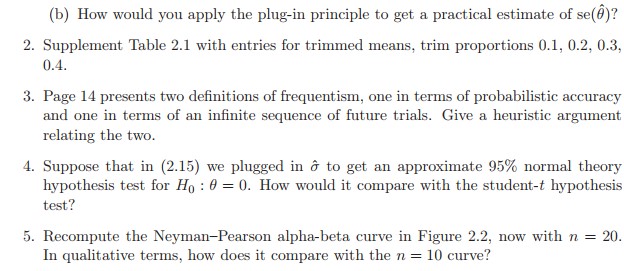 (b) How would you apply the plug-in principle to get a practical estimate of se(θ̂)?
2. Supplement Table 2.1 with entries for trimmed means, trim proportions 0.1, 0.2, 0.3,
0.4.
3. Page 14 presents two definitions of frequentism, one in terms of probabilistic accuracy
and one in terms of an infinite sequence of future trials. Give a heuristic argument
relating the two.
4. Suppose that in (2.15) we plugged in σ̂ to get an approximate 95% normal theory
hypothesis test for H₀ : θ = 0. How would it compare with the student-t hypothesis
test?
5. Recompute the Neyman–Pearson alpha-beta curve in Figure 2.2, now with n = 20.
In qualitative terms, how does it compare with the n = 10 curve?